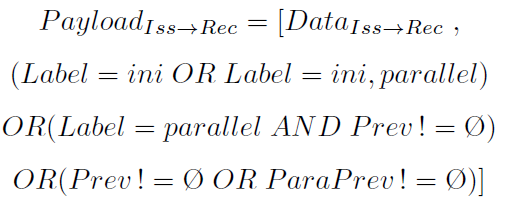 Payload_{Iss→Rec} = [Data_{Iss→Rec} ,
(Label = ini OR Label = ini, parallel)
OR(Label = parallel AND Prev! = Ø)
OR(Prev! = Ø OR ParaPrev! = Ø)]